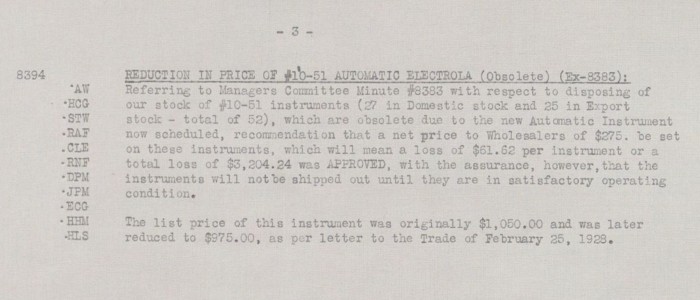 - 3 -
8394 REDUCTION IN PRICE OF #10-51 AUTOMATIC ELECTROLA (Obsolete) (Ex-8383):
·AW Referring to Managers Committee Minute #8383 with respect to disposing of
·HCG our stock of #10-51 instruments (27 in Domestic stock and 25 in Export
·STW stock - total of 52), which are obsolete due to the new Automatic Instrument
·RAF now scheduled, recommendation that a net price to Wholesalers of $275. be set
.CLE on these instruments, which will mean a loss of $61.62 per instrument or a
·RNF total loss of $3,204.24 was APPROVED, with the assurance, however, that the
·DPM instruments will not be shipped out until they are in satisfactory operating
·JPM condition.
·ECG
·HHM The list price of this instrument was originally $1,050.00 and was later
·HLS reduced to $975.00, as per letter to the Trade of February 25, 1928.